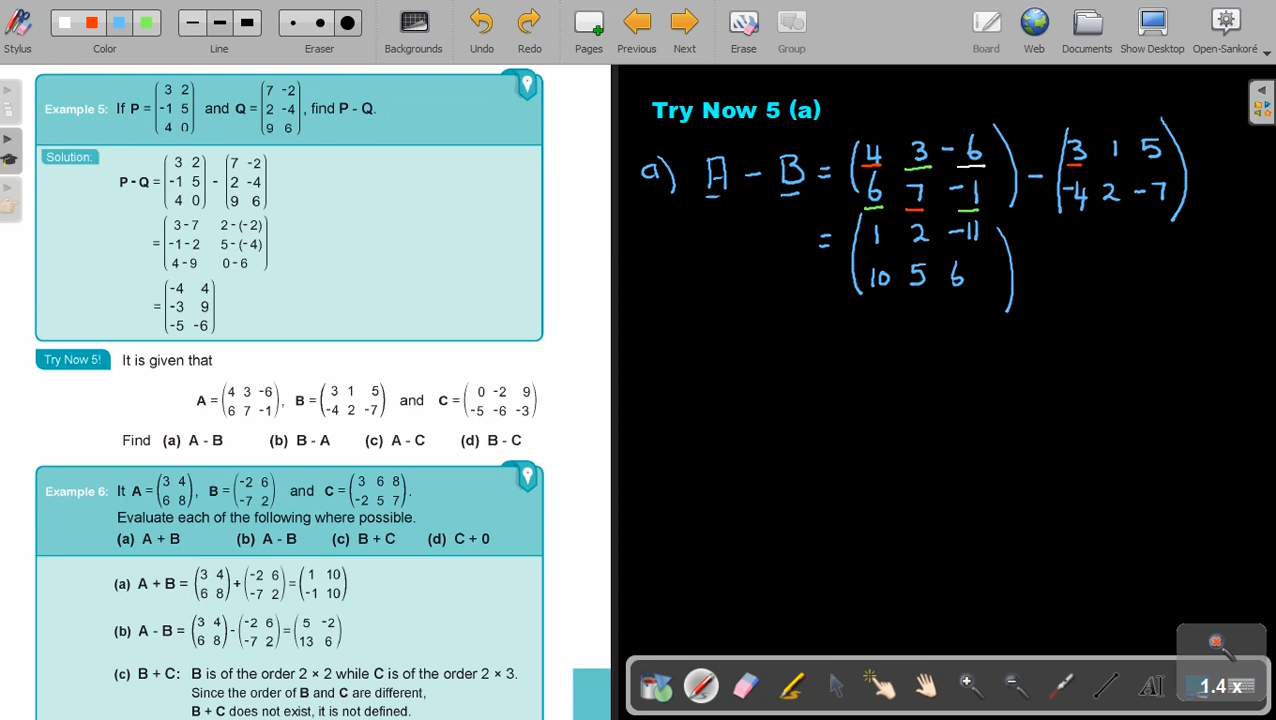 Stylus Color Line Eraser Backgrounds Undo Redo Pages Previous Next Erase Group Board Web Documents Show Desktop Open-Sankoré
Example 5: If P = (3 2 -1 5 4 0) and Q = (7 -2 2 -4 9 6), find P - Q.
Solution:
P - Q = (3 2 -1 5 4 0) - (7 -2 2 -4 9 6)
= (3 - 7 2 - (-2) -1 - 2 5 - (-4) 4 - 9 0 - 6)
= (-4 4 -3 9 -5 -6)
Try Now 5! It is given that
A = (4 3 -6 6 7 -1), B = (3 1 5 -4 2 -7) and C = (0 -2 9 -5 -6 -3)
Find (a) A - B (b) B - A (c) A - C (d) B - C
Example 6: It A = (3 4 6 8), B = (-2 6 -7 2) and C = (3 6 8 -2 5 7).
Evaluate each of the following where possible.
(a) A + B (b) A - B (c) B + C (d) C + 0
(a) A + B = (3 4 6 8) + (-2 6 -7 2) = (1 10 -1 10)
(b) A - B = (3 4 6 8) - (-2 6 -7 2) = (5 -2 13 6)
(c) B + C: B is of the order 2 × 2 while C is of the order 2 × 3.
Since the order of B and C are different,
B + C does not exist, it is not defined.
Try Now 5 (a)
a) A - B = (4 3 -6 6 7 -1) - (3 1 5 -4 2 -7)
= (1 2 -11 10 5 6)
1.4 x